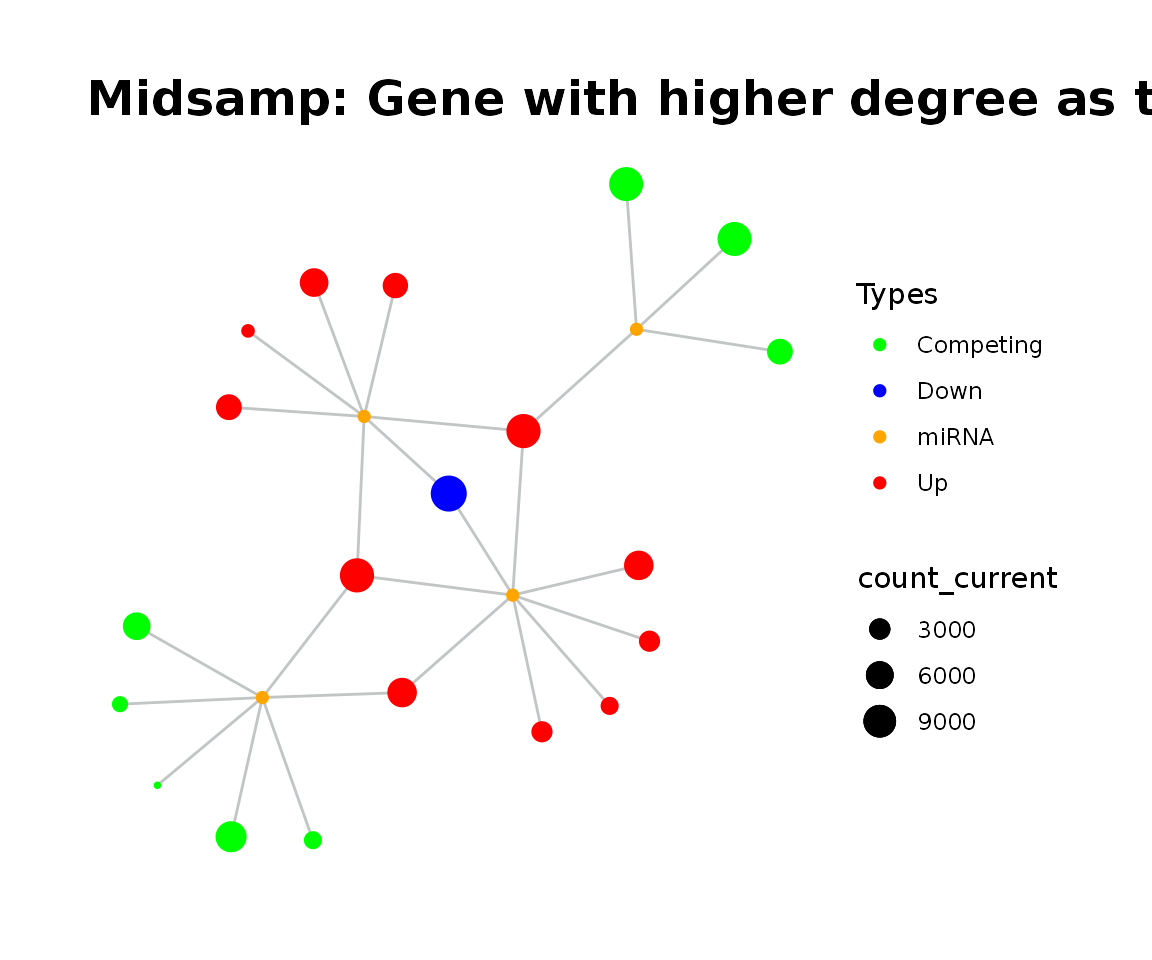 Midsamp: Gene with higher degree as t
Types
Competing
Down
miRNA
Up
count_current
3000
6000
9000